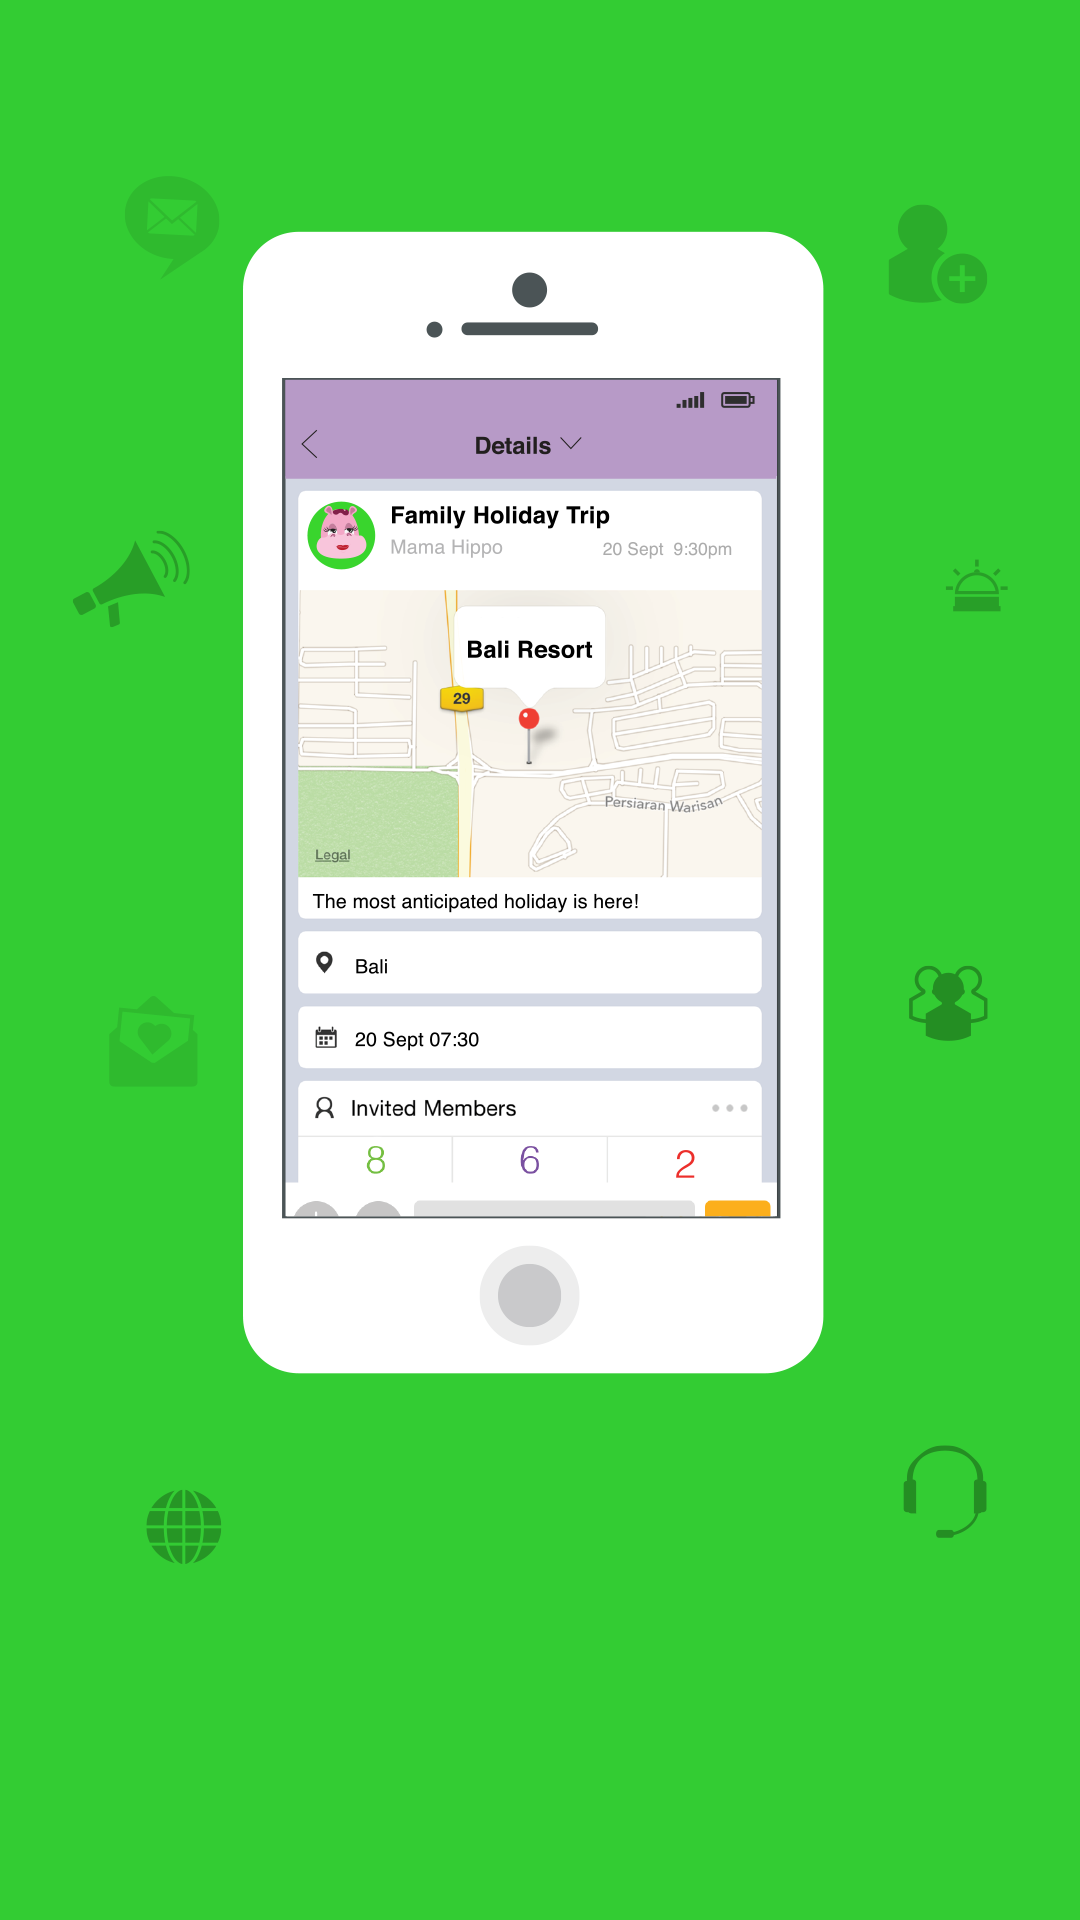 Details
Family Holiday Trip
Mama Hippo
20 Sept 9:30pm
Bali Resort
29
Persiaran Warisan
Legal
The most anticipated holiday is here!
Bali
20 Sept 07:30
Invited Members
8 6 2